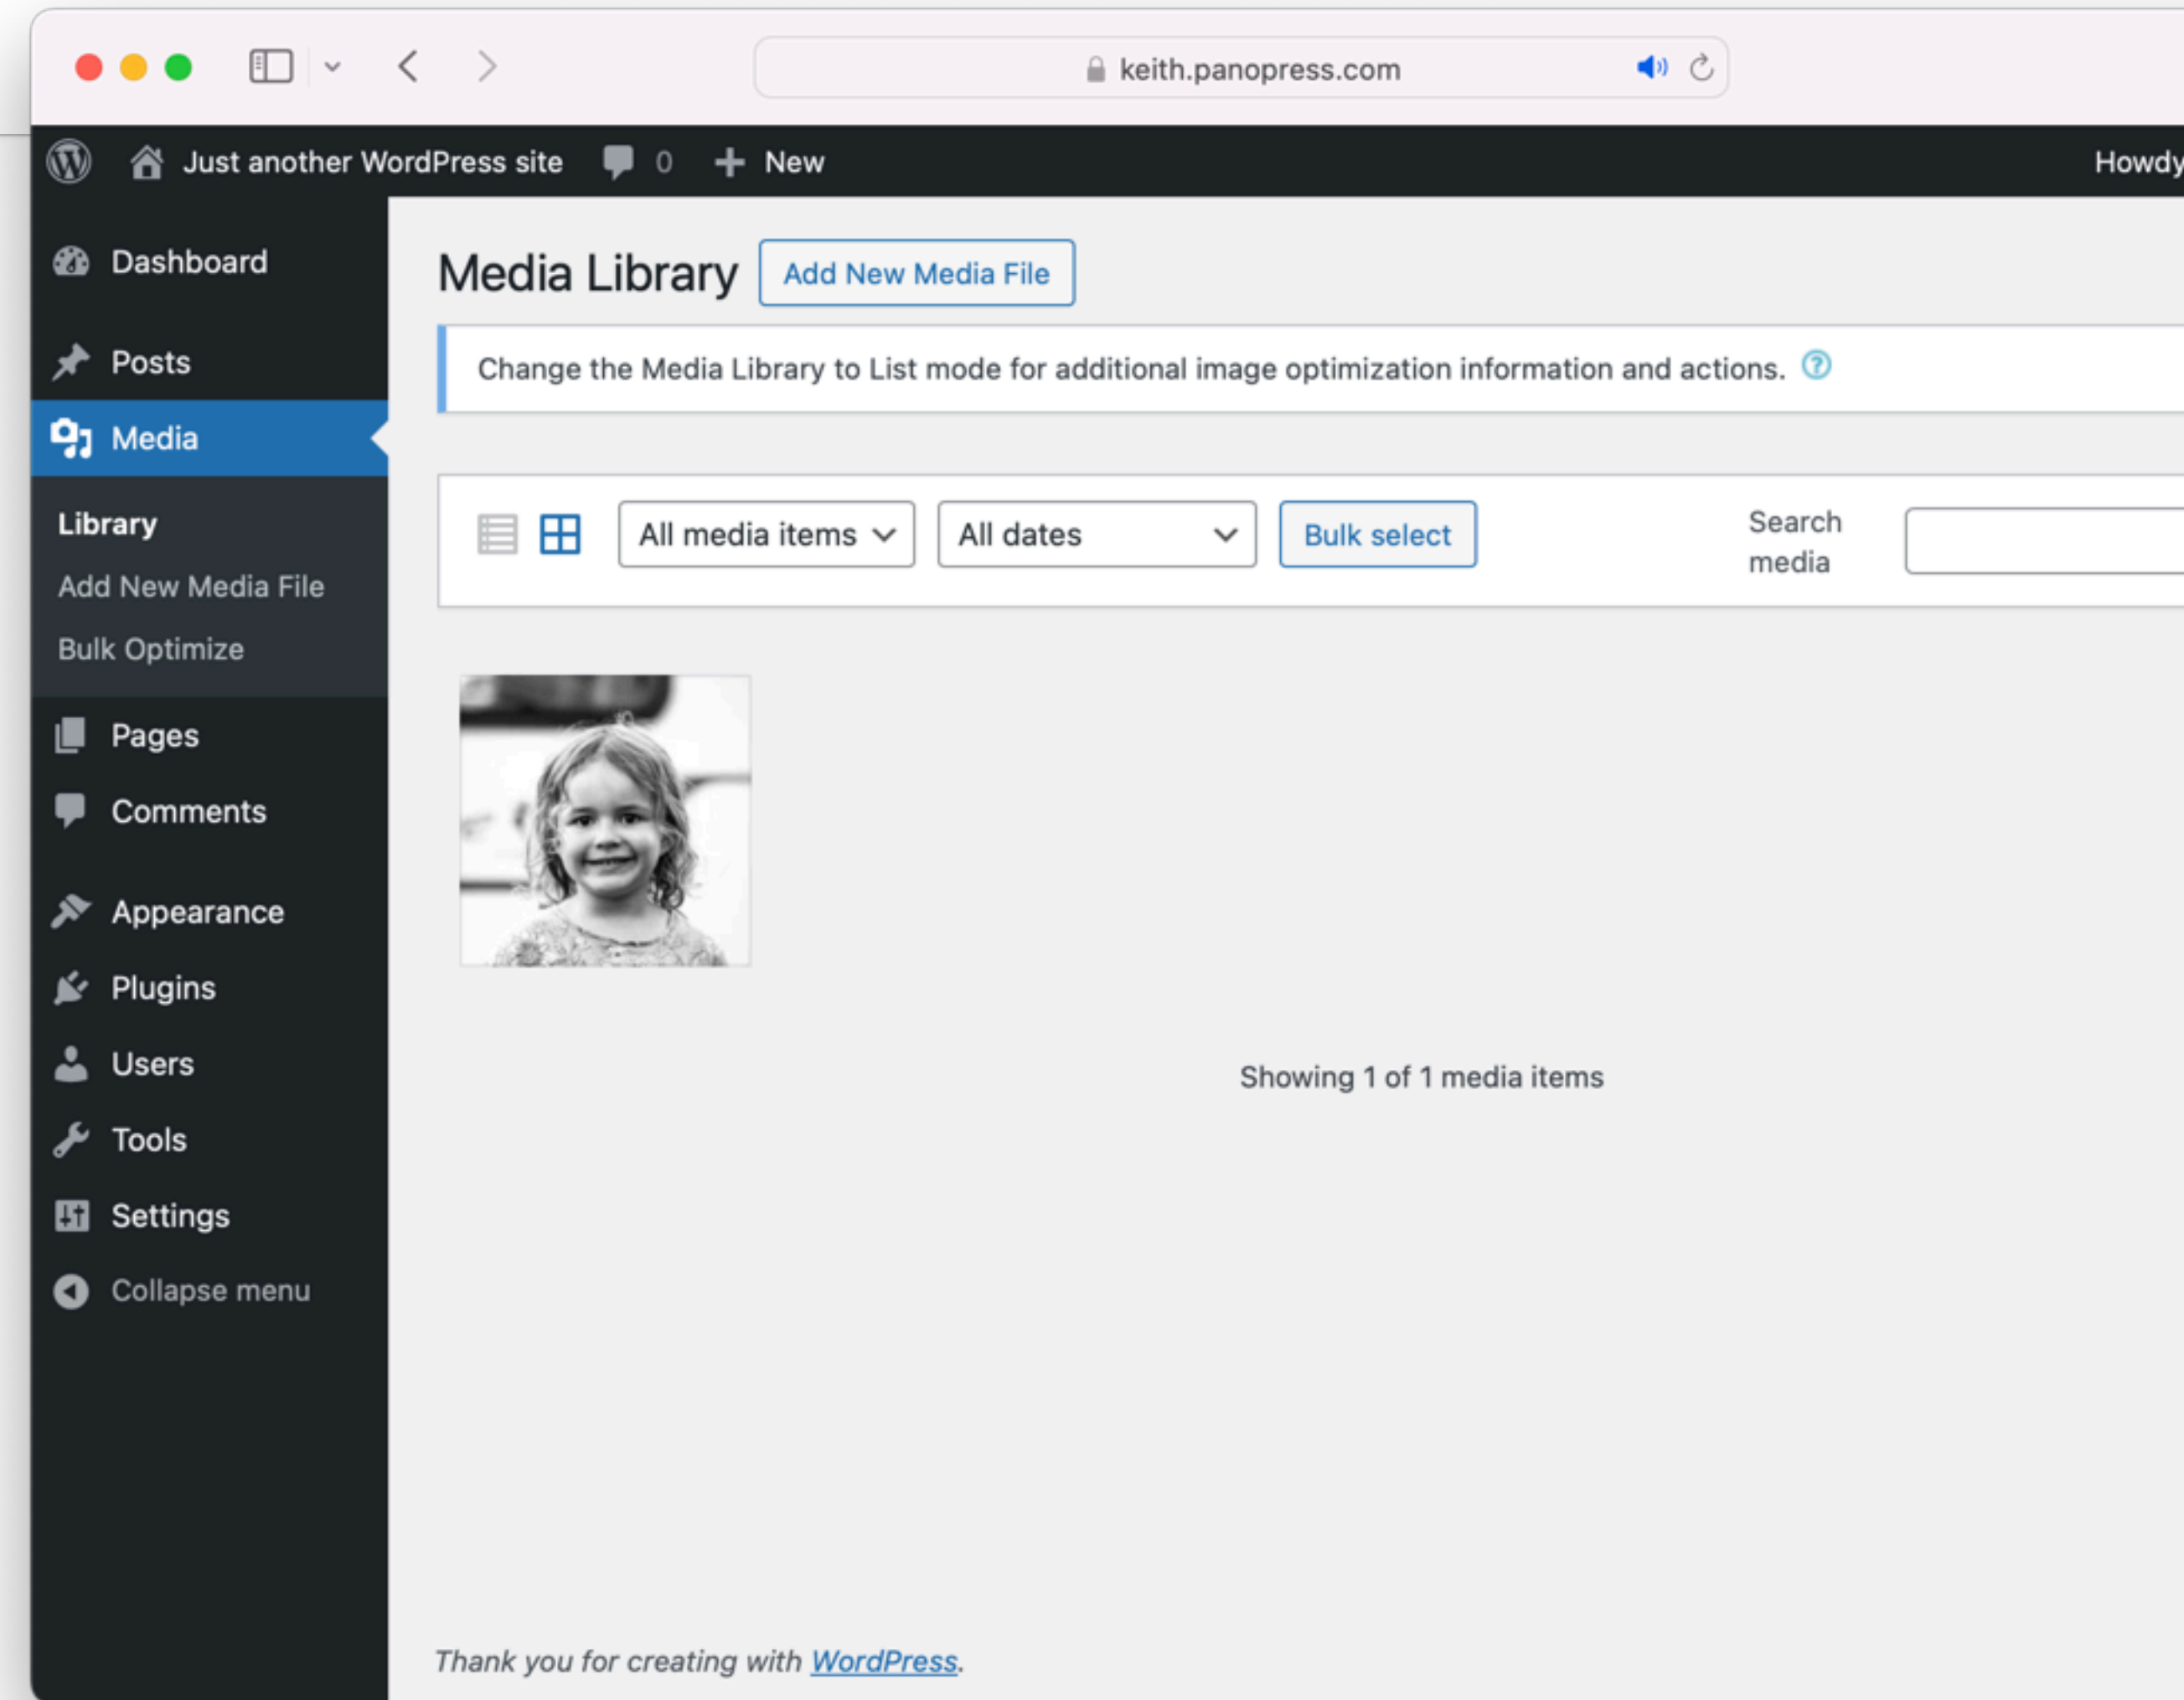 keith.panopress.com
Just another WordPress site 0 New
Howdy
Dashboard
Posts
Media
Library
Add New Media File
Bulk Optimize
Pages
Comments
Appearance
Plugins
Users
Tools
Settings
Collapse menu
Media Library Add New Media File
Change the Media Library to List mode for additional image optimization information and actions. ?
All media items All dates Bulk select Search
media
Showing 1 of 1 media items
Thank you for creating with WordPress.